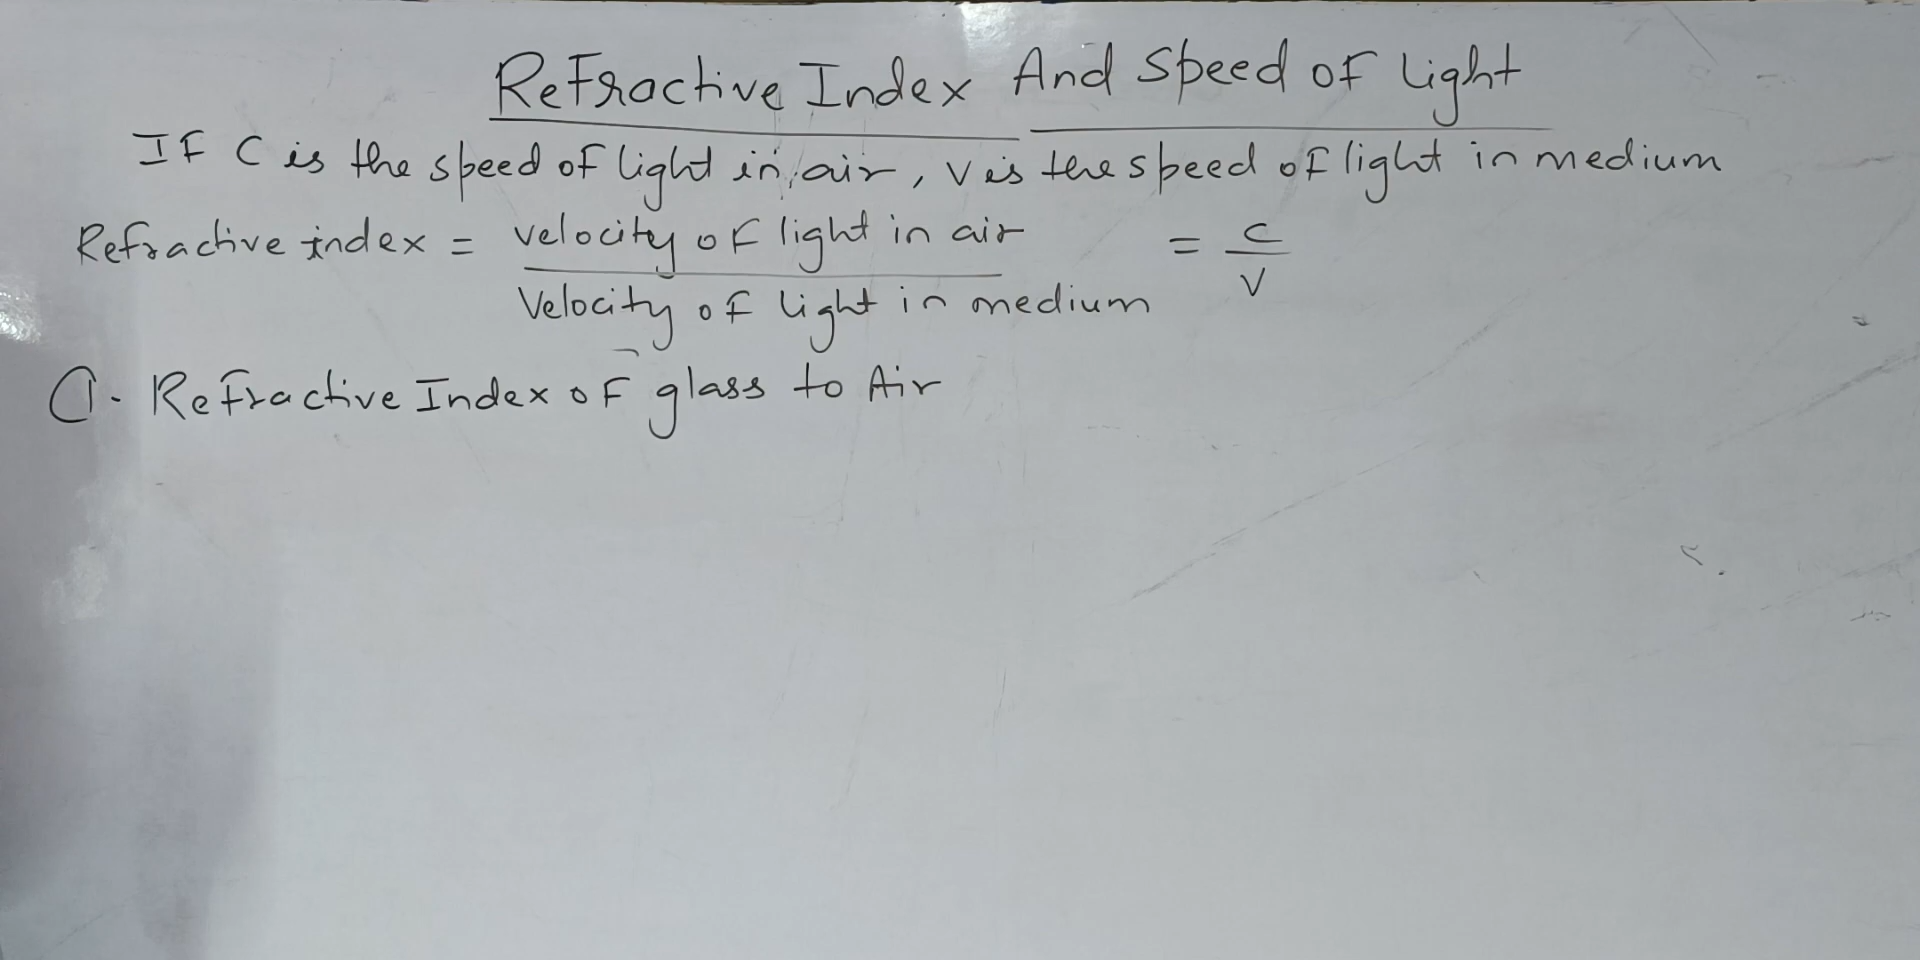 Refractive Index And Speed of Light
If C is the speed of light in air, v is the speed of light in medium
Refractive index = velocity of light in air = C
Velocity of light in medium V
Q. Refractive Index of glass to Air